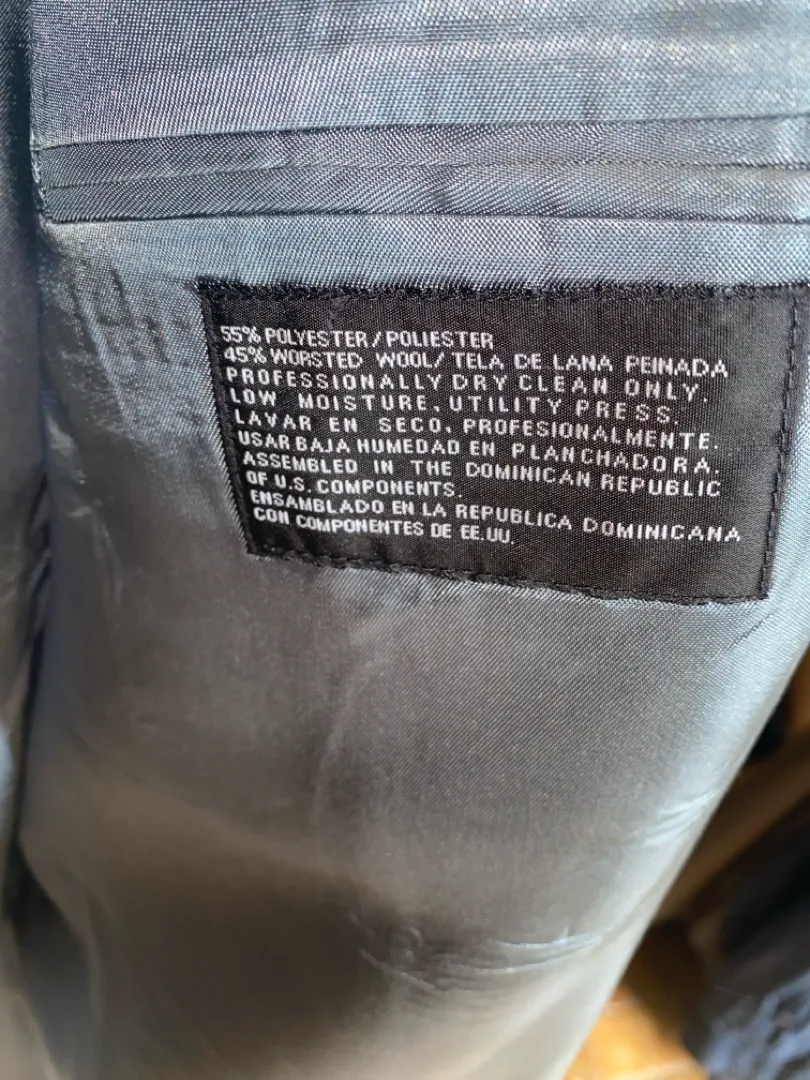 55% POLYESTER/POLIESTER
45% WORSTED WOOL/TELA DE LANA PEINADA
PROFESSIONALLY DRY CLEAN ONLY.
LOW MOISTURE, UTILITY PRESS.
LAVAR EN SECO, PROFESIONALMENTE.
USAR BAJA HUMEDAD EN PLANCHADORA.
ASSEMBLED IN THE DOMINICAN REPUBLIC
OF U.S. COMPONENTS.
ENSAMBLADO EN LA REPUBLICA DOMINICANA
CON COMPONENTES DE EE.UU.